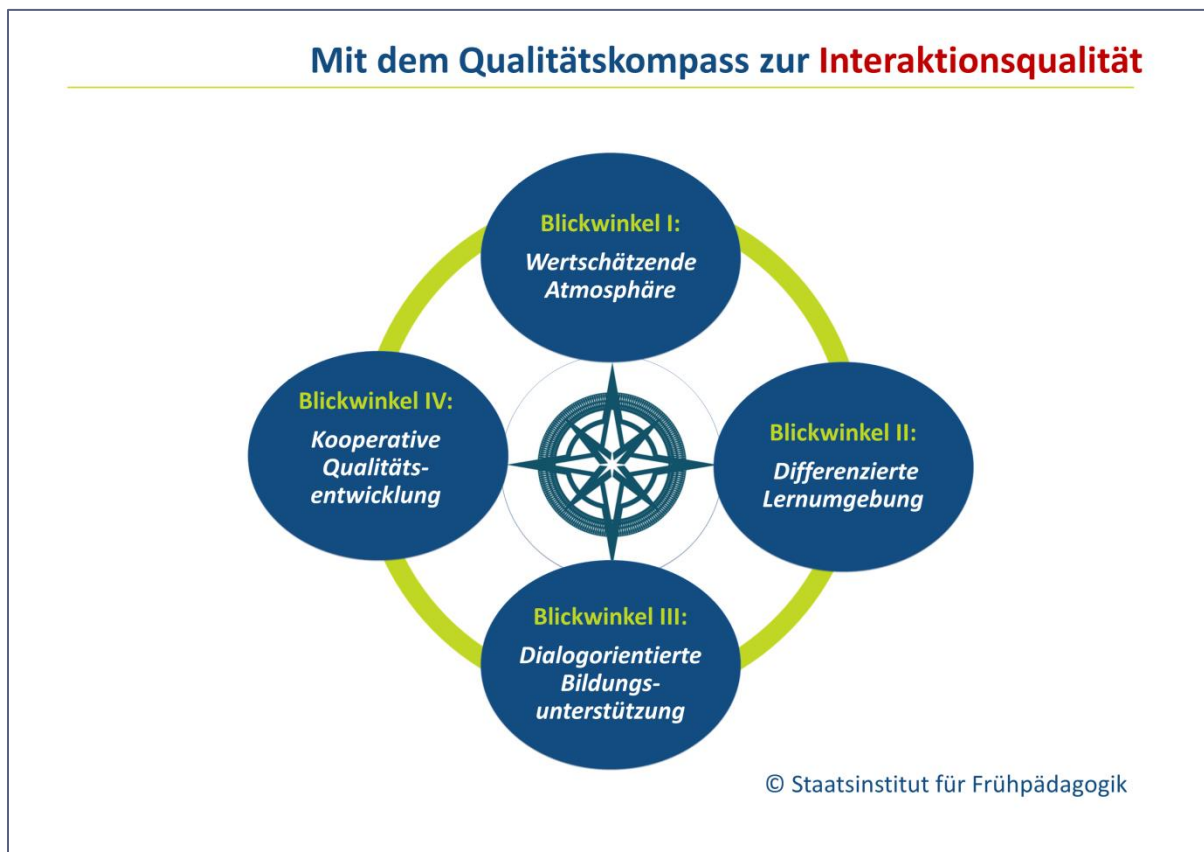 Mit dem Qualitätskompass zur Interaktionsqualität
Blickwinkel I:
Wertschätzende
Atmosphäre
Blickwinkel II:
Differenzierte
Lernumgebung
Blickwinkel III:
Dialogorientierte
Bildungs-
unterstützung
Blickwinkel IV:
Kooperative
Qualitäts-
entwicklung
© Staatsinstitut für Frühpädagogik